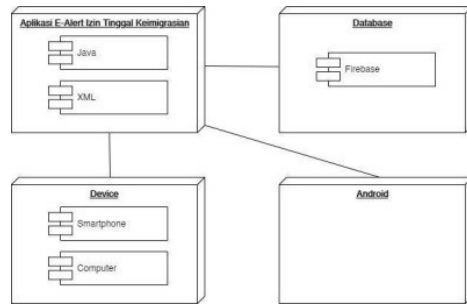 Aplikasi E-Alert Izin Tinggal Keimigrasian
Java
XML
Database
Firebase
Device
Smartphone
Computer
Android